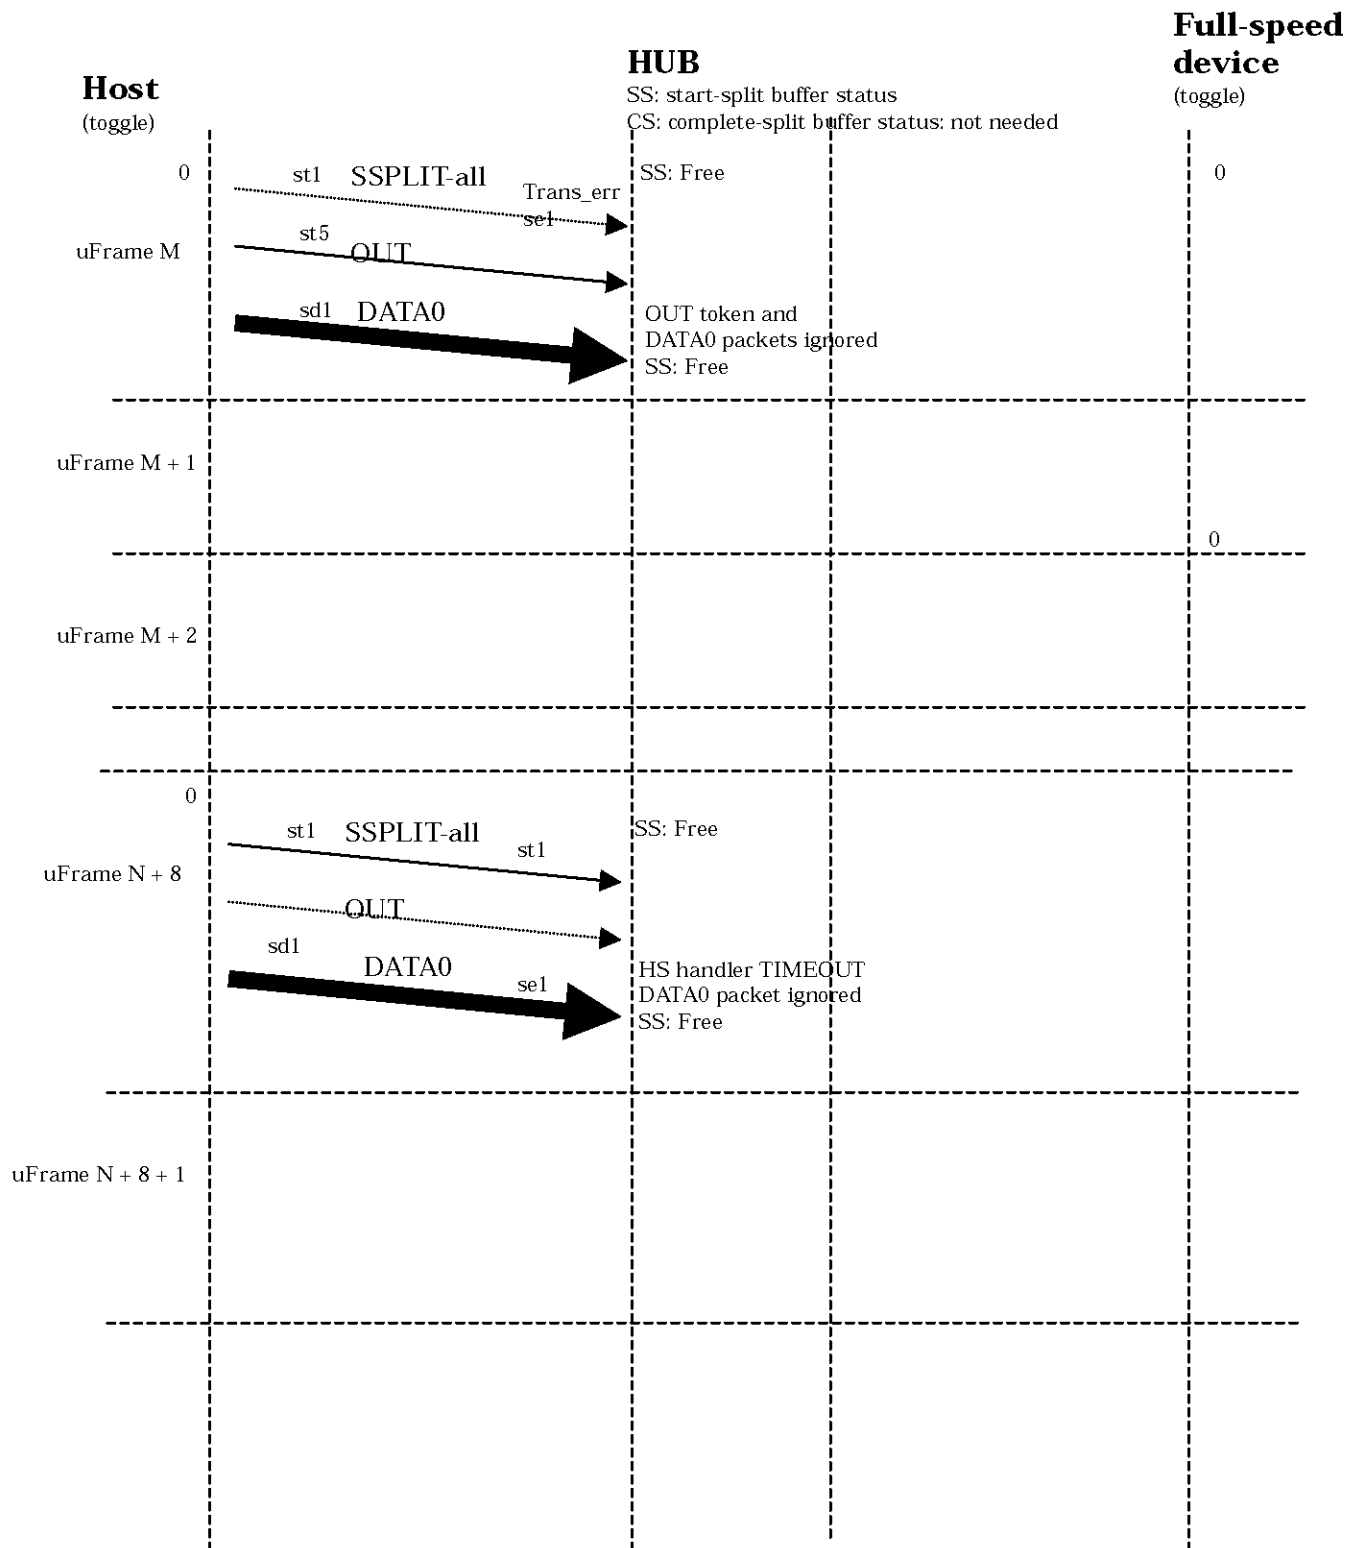 Full-speed
device
(toggle)
HUB
SS: start-split buffer status
CS: complete-split buffer status: not needed
Host
(toggle)
0
st1 SSPLIT-all
Trans_err
se1
SS: Free
0
uFrame M
st5 OUT
sd1 DATA0
OUT token and
DATA0 packets ignored
SS: Free
uFrame M + 1
0
uFrame M + 2
0
st1 SSPLIT-all
st1
SS: Free
uFrame N + 8
OUT
sd1
DATA0
se1
HS handler TIMEOUT
DATA0 packet ignored
SS: Free
uFrame N + 8 + 1